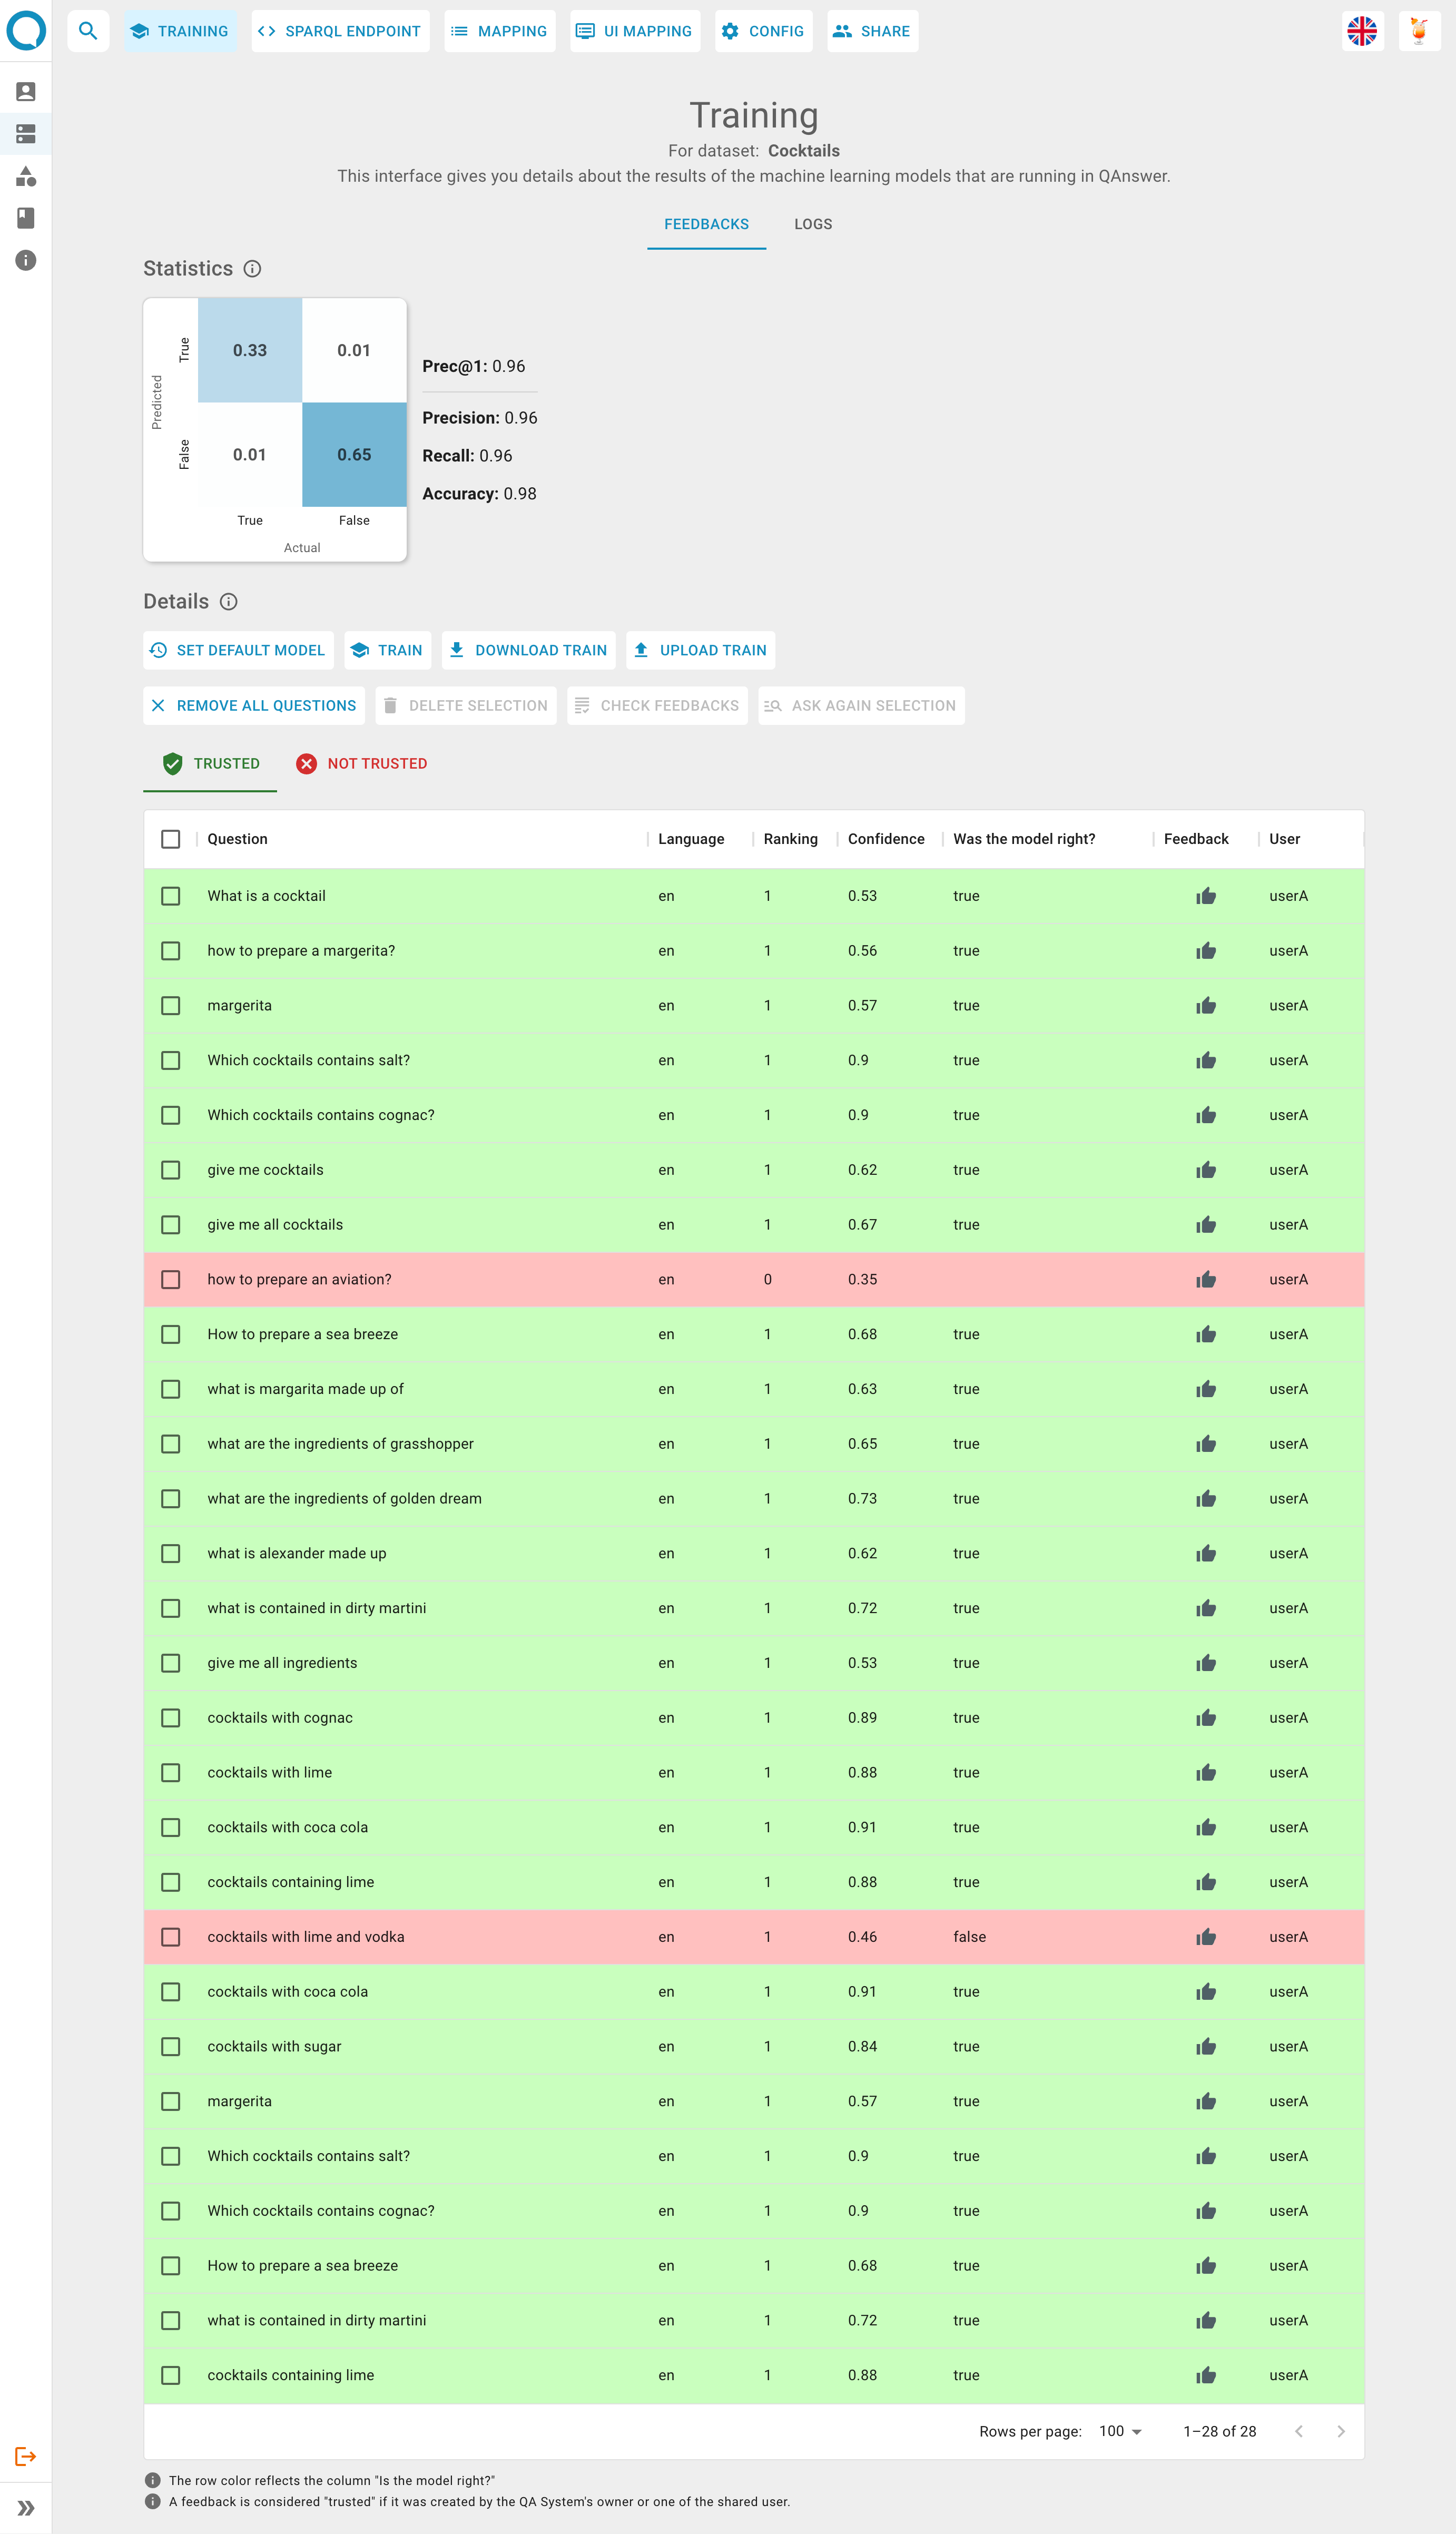 TRAINING SPARQL ENDPOINT MAPPING UI MAPPING CONFIG SHARE
Training
For dataset: Cocktails
This interface gives you details about the results of the machine learning models that are running in QAnswer.
FEEDBACKS LOGS
Statistics
Predicted
True 0.33 0.01
False 0.01 0.65
True False
Actual
Prec@1: 0.96
Precision: 0.96
Recall: 0.96
Accuracy: 0.98
Details
SET DEFAULT MODEL TRAIN DOWNLOAD TRAIN UPLOAD TRAIN
REMOVE ALL QUESTIONS DELETE SELECTION CHECK FEEDBACKS ASK AGAIN SELECTION
TRUSTED NOT TRUSTED
Question Language Ranking Confidence Was the model right? Feedback User
What is a cocktail en 1 0.53 true userA
how to prepare a margerita? en 1 0.56 true userA
margerita en 1 0.57 true userA
Which cocktails contains salt? en 1 0.9 true userA
Which cocktails contains cognac? en 1 0.9 true userA
give me cocktails en 1 0.62 true userA
give me all cocktails en 1 0.67 true userA
how to prepare an aviation? en 0 0.35 userA
How to prepare a sea breeze en 1 0.68 true userA
what is margarita made up of en 1 0.63 true userA
what are the ingredients of grasshopper en 1 0.65 true userA
what are the ingredients of golden dream en 1 0.73 true userA
what is alexander made up en 1 0.62 true userA
what is contained in dirty martini en 1 0.72 true userA
give me all ingredients en 1 0.53 true userA
cocktails with cognac en 1 0.89 true userA
cocktails with lime en 1 0.88 true userA
cocktails with coca cola en 1 0.91 true userA
cocktails containing lime en 1 0.88 true userA
cocktails with lime and vodka en 1 0.46 false userA
cocktails with coca cola en 1 0.91 true userA
cocktails with sugar en 1 0.84 true userA
margerita en 1 0.57 true userA
Which cocktails contains salt? en 1 0.9 true userA
Which cocktails contains cognac? en 1 0.9 true userA
How to prepare a sea breeze en 1 0.68 true userA
what is contained in dirty martini en 1 0.72 true userA
cocktails containing lime en 1 0.88 true userA
Rows per page: 100 1–28 of 28
The row color reflects the column "Is the model right?"
A feedback is considered "trusted" if it was created by the QA System's owner or one of the shared user.